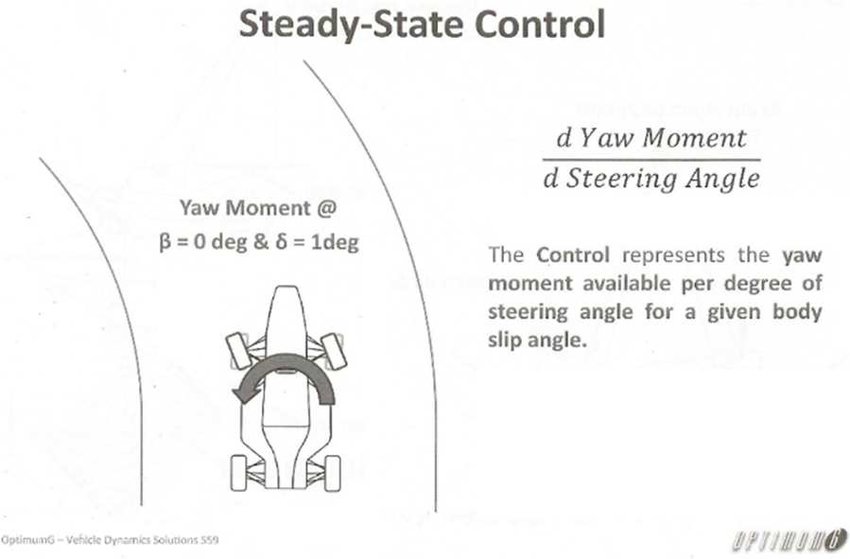 Steady-State Control
d Yaw Moment
d Steering Angle
Yaw Moment @
β = 0 deg & δ = 1deg
The Control represents the yaw
moment available per degree of
steering angle for a given body
slip angle.
OptimumG – Vehicle Dynamics Solutions 559
OPTIMUMG